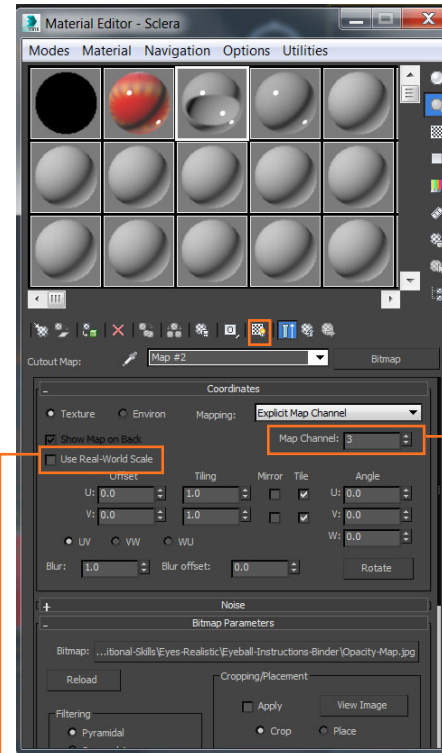 Material Editor - Sclera
Modes Material Navigation Options Utilities
Cutout Map: Map #2 Bitmap
- Coordinates
Texture Environ Mapping: Explicit Map Channel
Show Map on Back Map Channel: 3
Use Real-World Scale
Offset Tiling Mirror Tile Angle
U: 0.0 1.0 U: 0.0
V: 0.0 1.0 V: 0.0
UV VW WU W: 0.0
Blur: 1.0 Blur offset: 0.0 Rotate
+ Noise
- Bitmap Parameters
Bitmap: ...itional-Skills\Eyes-Realistic\Eyeball-Instructions-Binder\Opacity-Map.jpg
Reload Cropping/Placement
Apply View Image
Filtering
Pyramidal Crop Place